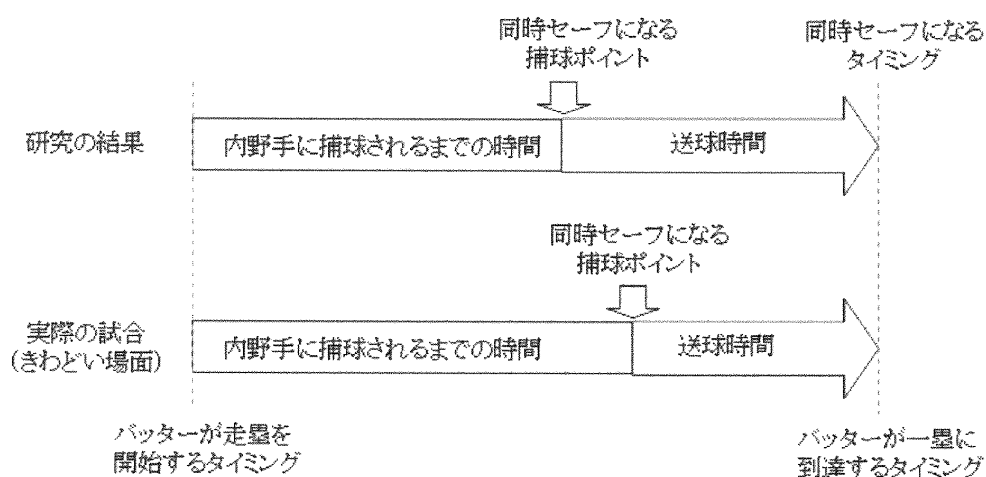 同時セーフになる
捕球ポイント
同時セーフになる
タイミング
研究の結果
内野手に捕球されるまでの時間
送球時間
同時セーフになる
捕球ポイント
実際の試合
(きわどい場面)
内野手に捕球されるまでの時間
送球時間
バッターが走塁を
開始するタイミング
バッターが一塁に
到達するタイミング